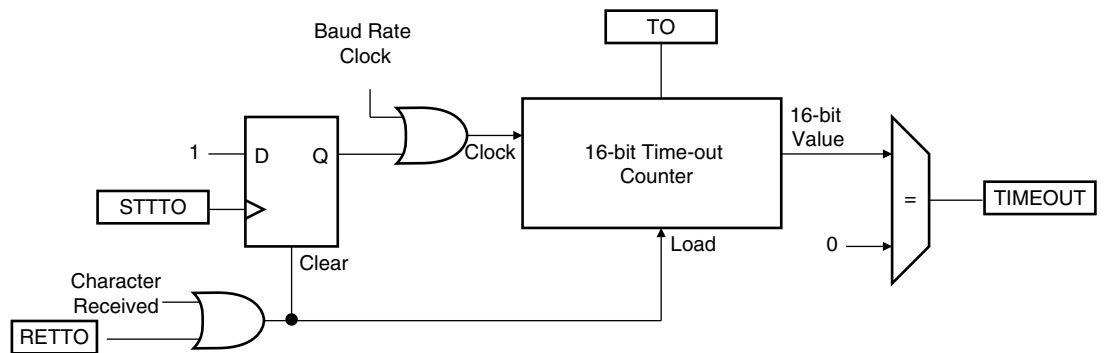 TO
Baud Rate
Clock
16-bit
Value
1
D
Q
Clock
16-bit Time-out
Counter
STTTO
TIMEOUT
=
0
Clear
Load
Character
Received
RETTO